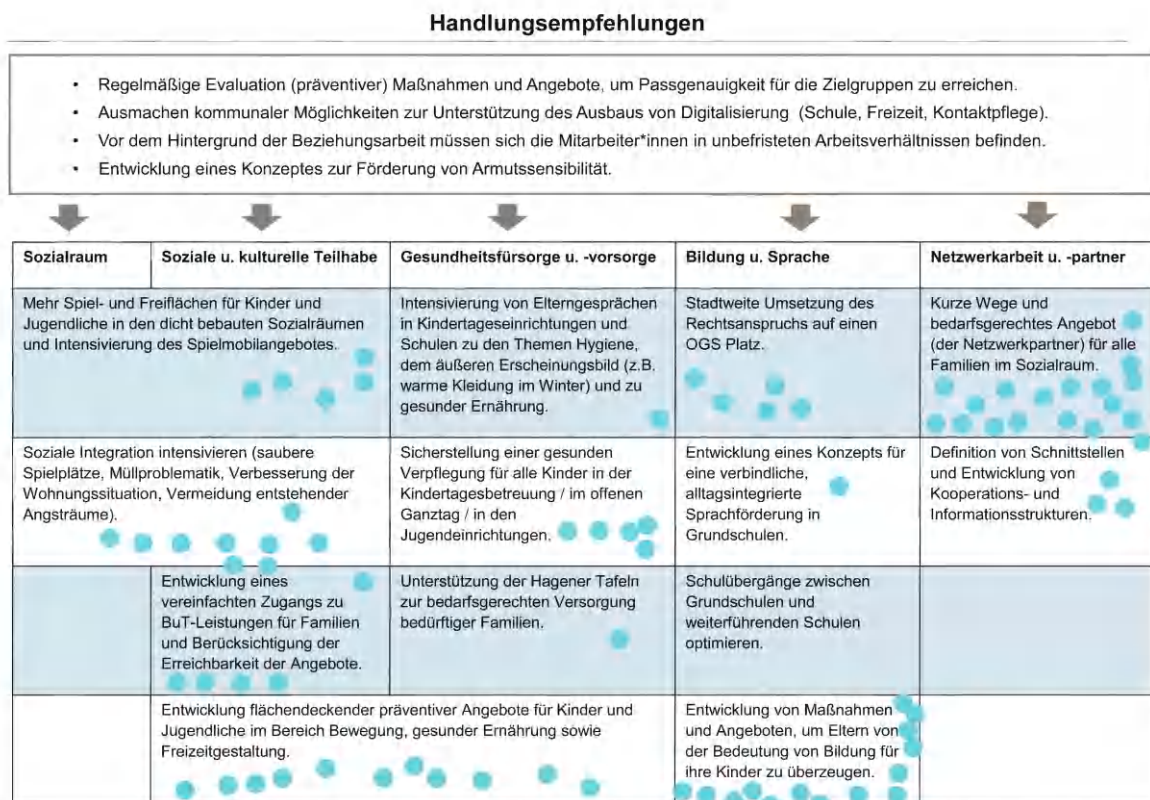 Handlungsempfehlungen
• Regelmäßige Evaluation (präventiver) Maßnahmen und Angebote, um Passgenauigkeit für die Zielgruppen zu erreichen.
• Ausmachen kommunaler Möglichkeiten zur Unterstützung des Ausbaus von Digitalisierung (Schule, Freizeit, Kontaktpflege).
• Vor dem Hintergrund der Beziehungsarbeit müssen sich die Mitarbeiter*innen in unbefristeten Arbeitsverhältnissen befinden.
• Entwicklung eines Konzeptes zur Förderung von Armutssensibilität.
Sozialraum
Soziale u. kulturelle Teilhabe
Gesundheitsfürsorge u. -vorsorge
Bildung u. Sprache
Netzwerkarbeit u. -partner
Mehr Spiel- und Freiflächen für Kinder und
Jugendliche in den dicht bebauten Sozialräumen
und Intensivierung des Spielmobilangebotes.
Intensivierung von Elterngesprächen
in Kindertageseinrichtungen und
Schulen zu den Themen Hygiene,
dem äußeren Erscheinungsbild (z.B.
warme Kleidung im Winter) und zu
gesunder Ernährung.
Stadtweite Umsetzung des
Rechtsanspruchs auf einen
OGS Platz.
Kurze Wege und
bedarfsgerechtes Angebot
(der Netzwerkpartner) für alle
Familien im Sozialraum.
Soziale Integration intensivieren (saubere
Spielplätze, Müllproblematik, Verbesserung der
Wohnungssituation, Vermeidung entstehender
Angsträume).
Sicherstellung einer gesunden
Verpflegung für alle Kinder in der
Kindertagesbetreuung / im offenen
Ganztag / in den
Jugendeinrichtungen.
Entwicklung eines Konzepts für
eine verbindliche,
alltagsintegrierte
Sprachförderung in
Grundschulen.
Definition von Schnittstellen
und Entwicklung von
Kooperations- und
Informationsstrukturen.
Entwicklung eines
vereinfachten Zugangs zu
BuT-Leistungen für Familien
und Berücksichtigung der
Erreichbarkeit der Angebote.
Unterstützung der Hagener Tafeln
zur bedarfsgerechten Versorgung
bedürftiger Familien.
Schulübergänge zwischen
Grundschulen und
weiterführenden Schulen
optimieren.
Entwicklung flächendeckender präventiver Angebote für Kinder und
Jugendliche im Bereich Bewegung, gesunder Ernährung sowie
Freizeitgestaltung.
Entwicklung von Maßnahmen
und Angeboten, um Eltern von
der Bedeutung von Bildung für
ihre Kinder zu überzeugen.